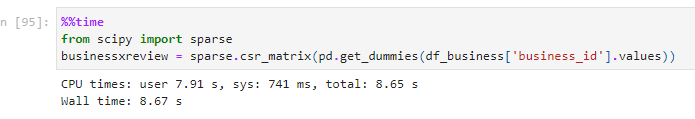 n [95]:
%%time
from scipy import sparse
businessxreview = sparse.csr_matrix(pd.get_dummies(df_business['business_id'].values))
CPU times: user 7.91 s, sys: 741 ms, total: 8.65 s
Wall time: 8.67 s